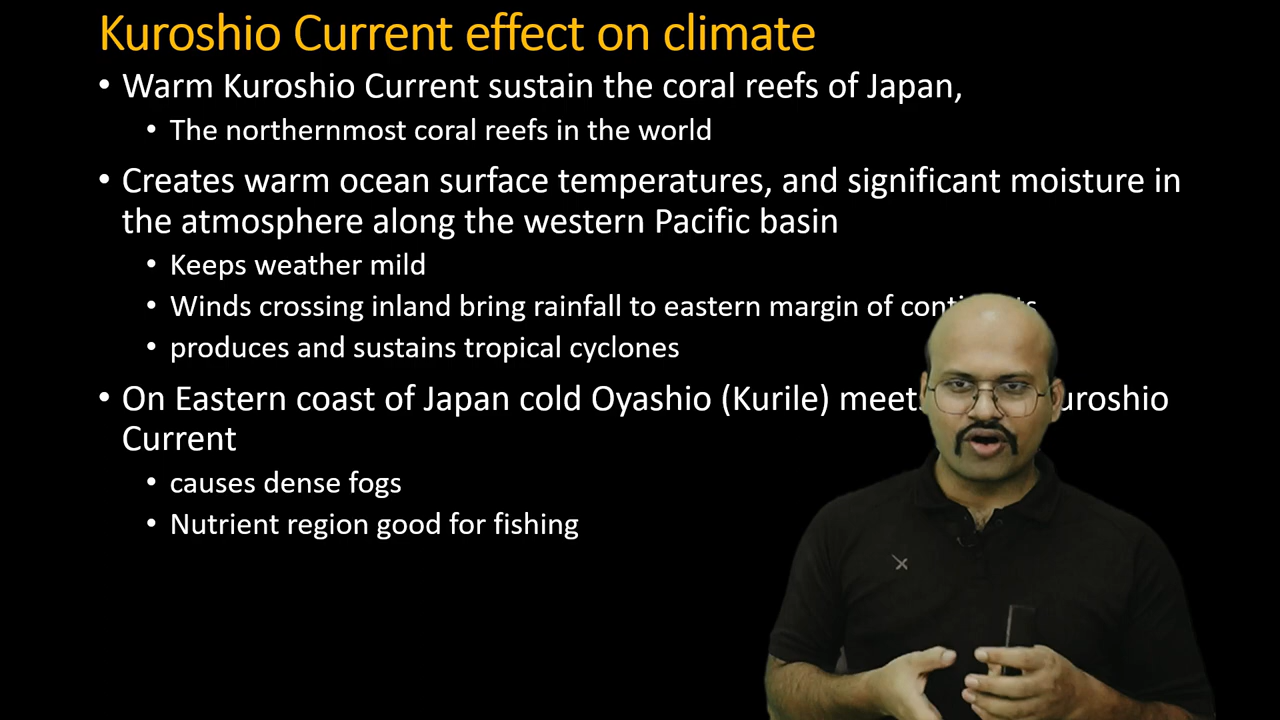 Kuroshio Current effect on climate
• Warm Kuroshio Current sustain the coral reefs of Japan,
• The northernmost coral reefs in the world
• Creates warm ocean surface temperatures, and significant moisture in
the atmosphere along the western Pacific basin
• Keeps weather mild
• Winds crossing inland bring rainfall to eastern margin of
• produces and sustains tropical cyclones
• On Eastern coast of Japan cold Oyashio (Kurile) meets
Current
• causes dense fogs
• Nutrient region good for fishing